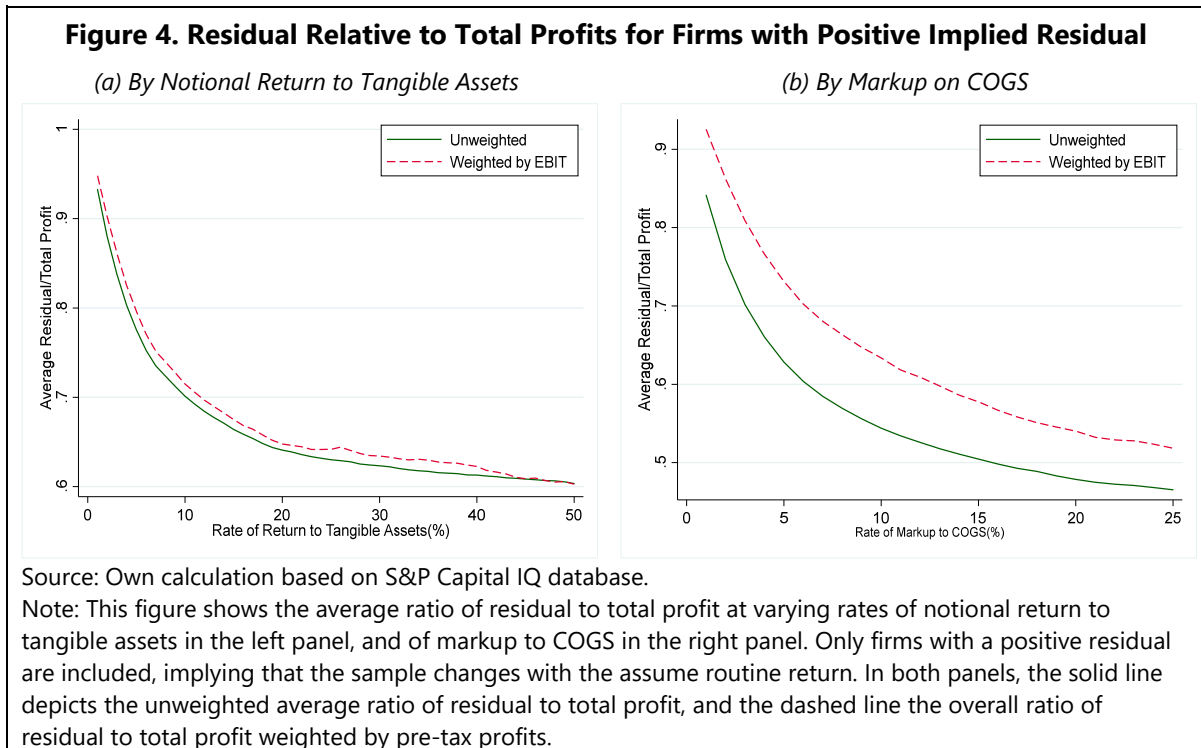 Figure 4. Residual Relative to Total Profits for Firms with Positive Implied Residual
(a) By Notional Return to Tangible Assets
(b) By Markup on COGS
Average Residual/Total Profit
1
.9
.8
.7
.6
Unweighted
Weighted by EBIT
0 10 20 30 40 50
Rate of Return to Tangible Assets(%)
Average Residual/Total Profit
.9
.8
.7
.6
.5
Unweighted
Weighted by EBIT
0 5 10 15 20 25
Rate of Markup to COGS(%)
Source: Own calculation based on S&P Capital IQ database.
Note: This figure shows the average ratio of residual to total profit at varying rates of notional return to
tangible assets in the left panel, and of markup to COGS in the right panel. Only firms with a positive residual
are included, implying that the sample changes with the assume routine return. In both panels, the solid line
depicts the unweighted average ratio of residual to total profit, and the dashed line the overall ratio of
residual to total profit weighted by pre-tax profits.